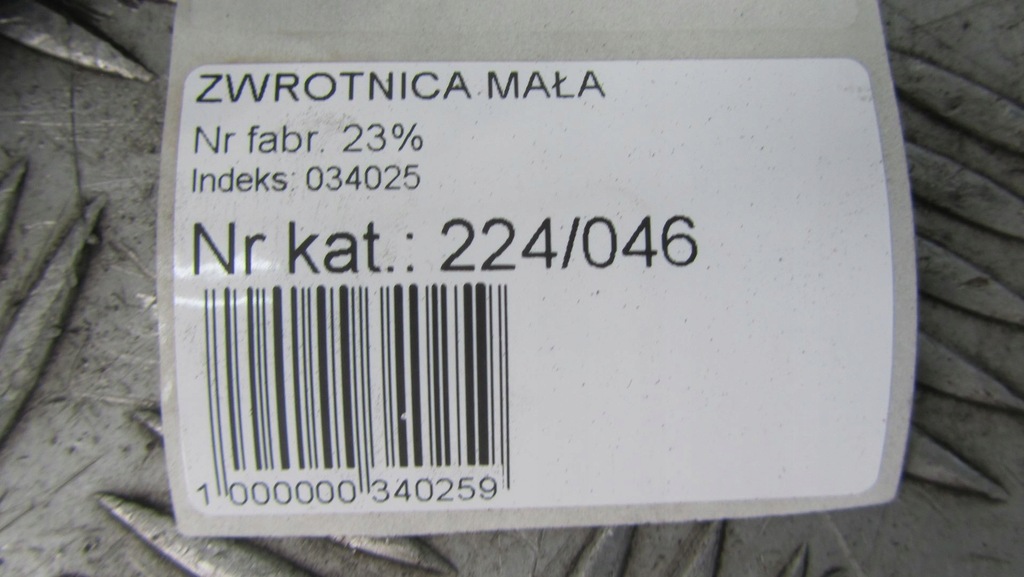 ZWROTNICA MAŁA
Nr fabr. 23%
Indeks: 034025
Nr kat.: 224/046
1 000000 340259